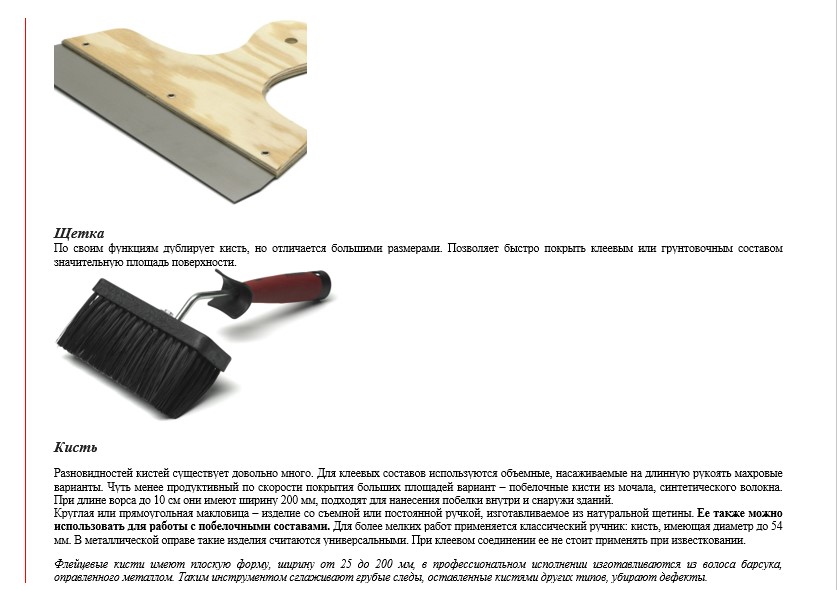 Щетка
По своим функциям дублирует кисть, но отличается большими размерами. Позволяет быстро покрыть клеевым или грунтовочным составом
значительную площадь поверхности.
Кисть
Разновидностей кистей существует довольно много. Для клеевых составов используются объемные, насаживаемые на длинную рукоять махровые
варианты. Чуть менее продуктивный по скорости покрытия больших площадей вариант – побелочные кисти из мочала, синтетического волокна.
При длине ворса до 10 см они имеют ширину 200 мм, подходят для нанесения побелки внутри и снаружи зданий.
Круглая или прямоугольная макловица – изделие со съемной или постоянной ручкой, изготавливаемое из натуральной щетины. Ее также можно
использовать для работы с побелочными составами. Для более мелких работ применяется классический ручник: кисть, имеющая диаметр до 54
мм. В металлической оправе такие изделия считаются универсальными. При клеевом соединении ее не стоит применять при известковании.
Флейцевые кисти имеют плоскую форму, ширину от 25 до 200 мм, в профессиональном исполнении изготавливаются из волоса барсука,
оправленного металлом. Таким инструментом сглаживают грубые следы, оставленные кистями других типов, убирают дефекты.